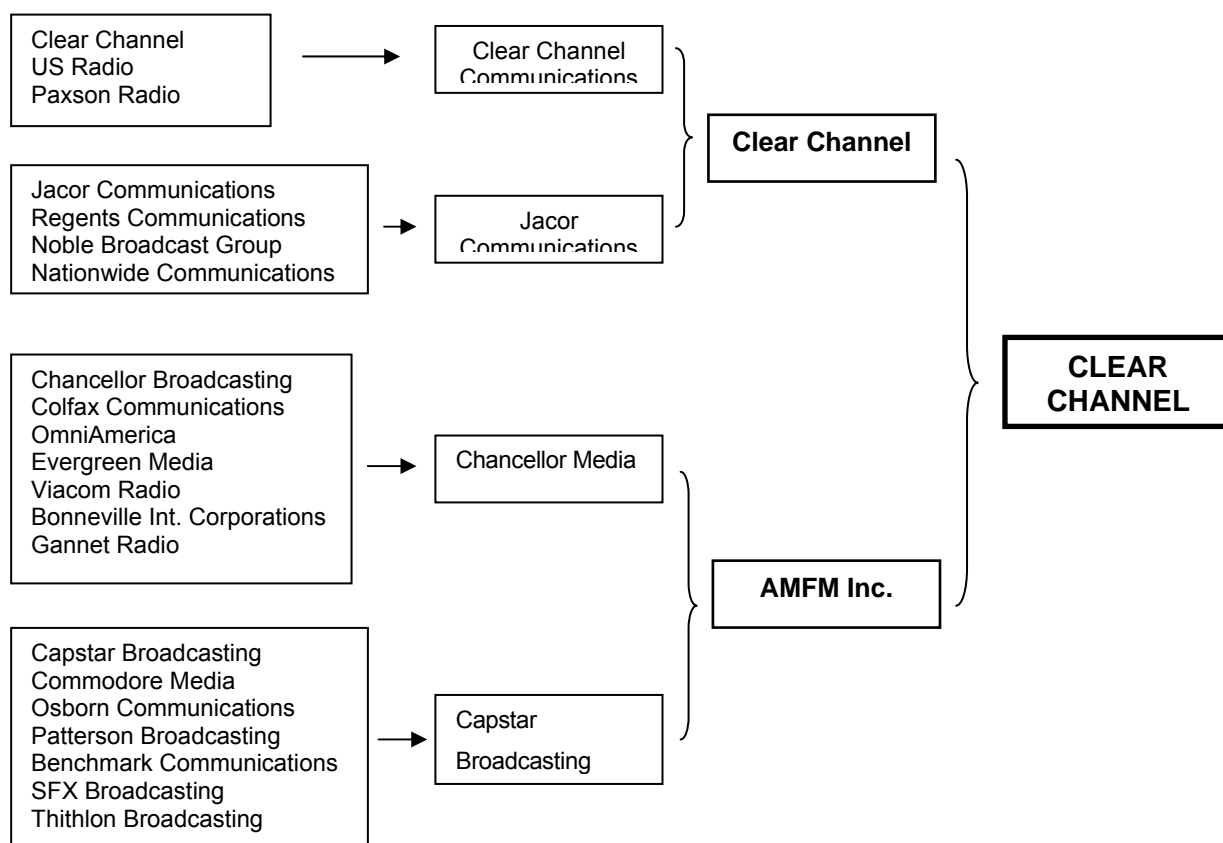 Clear Channel
US Radio
Paxson Radio
Clear Channel
Communications
Clear Channel
Jacor Communications
Regents Communications
Noble Broadcast Group
Nationwide Communications
Jacor
Communications
CLEAR
CHANNEL
Chancellor Broadcasting
Colfax Communications
OmniAmerica
Evergreen Media
Viacom Radio
Bonneville Int. Corporations
Gannet Radio
Chancellor Media
AMFM Inc.
Capstar Broadcasting
Commodore Media
Osborn Communications
Patterson Broadcasting
Benchmark Communications
SFX Broadcasting
Thithlon Broadcasting
Capstar
Broadcasting